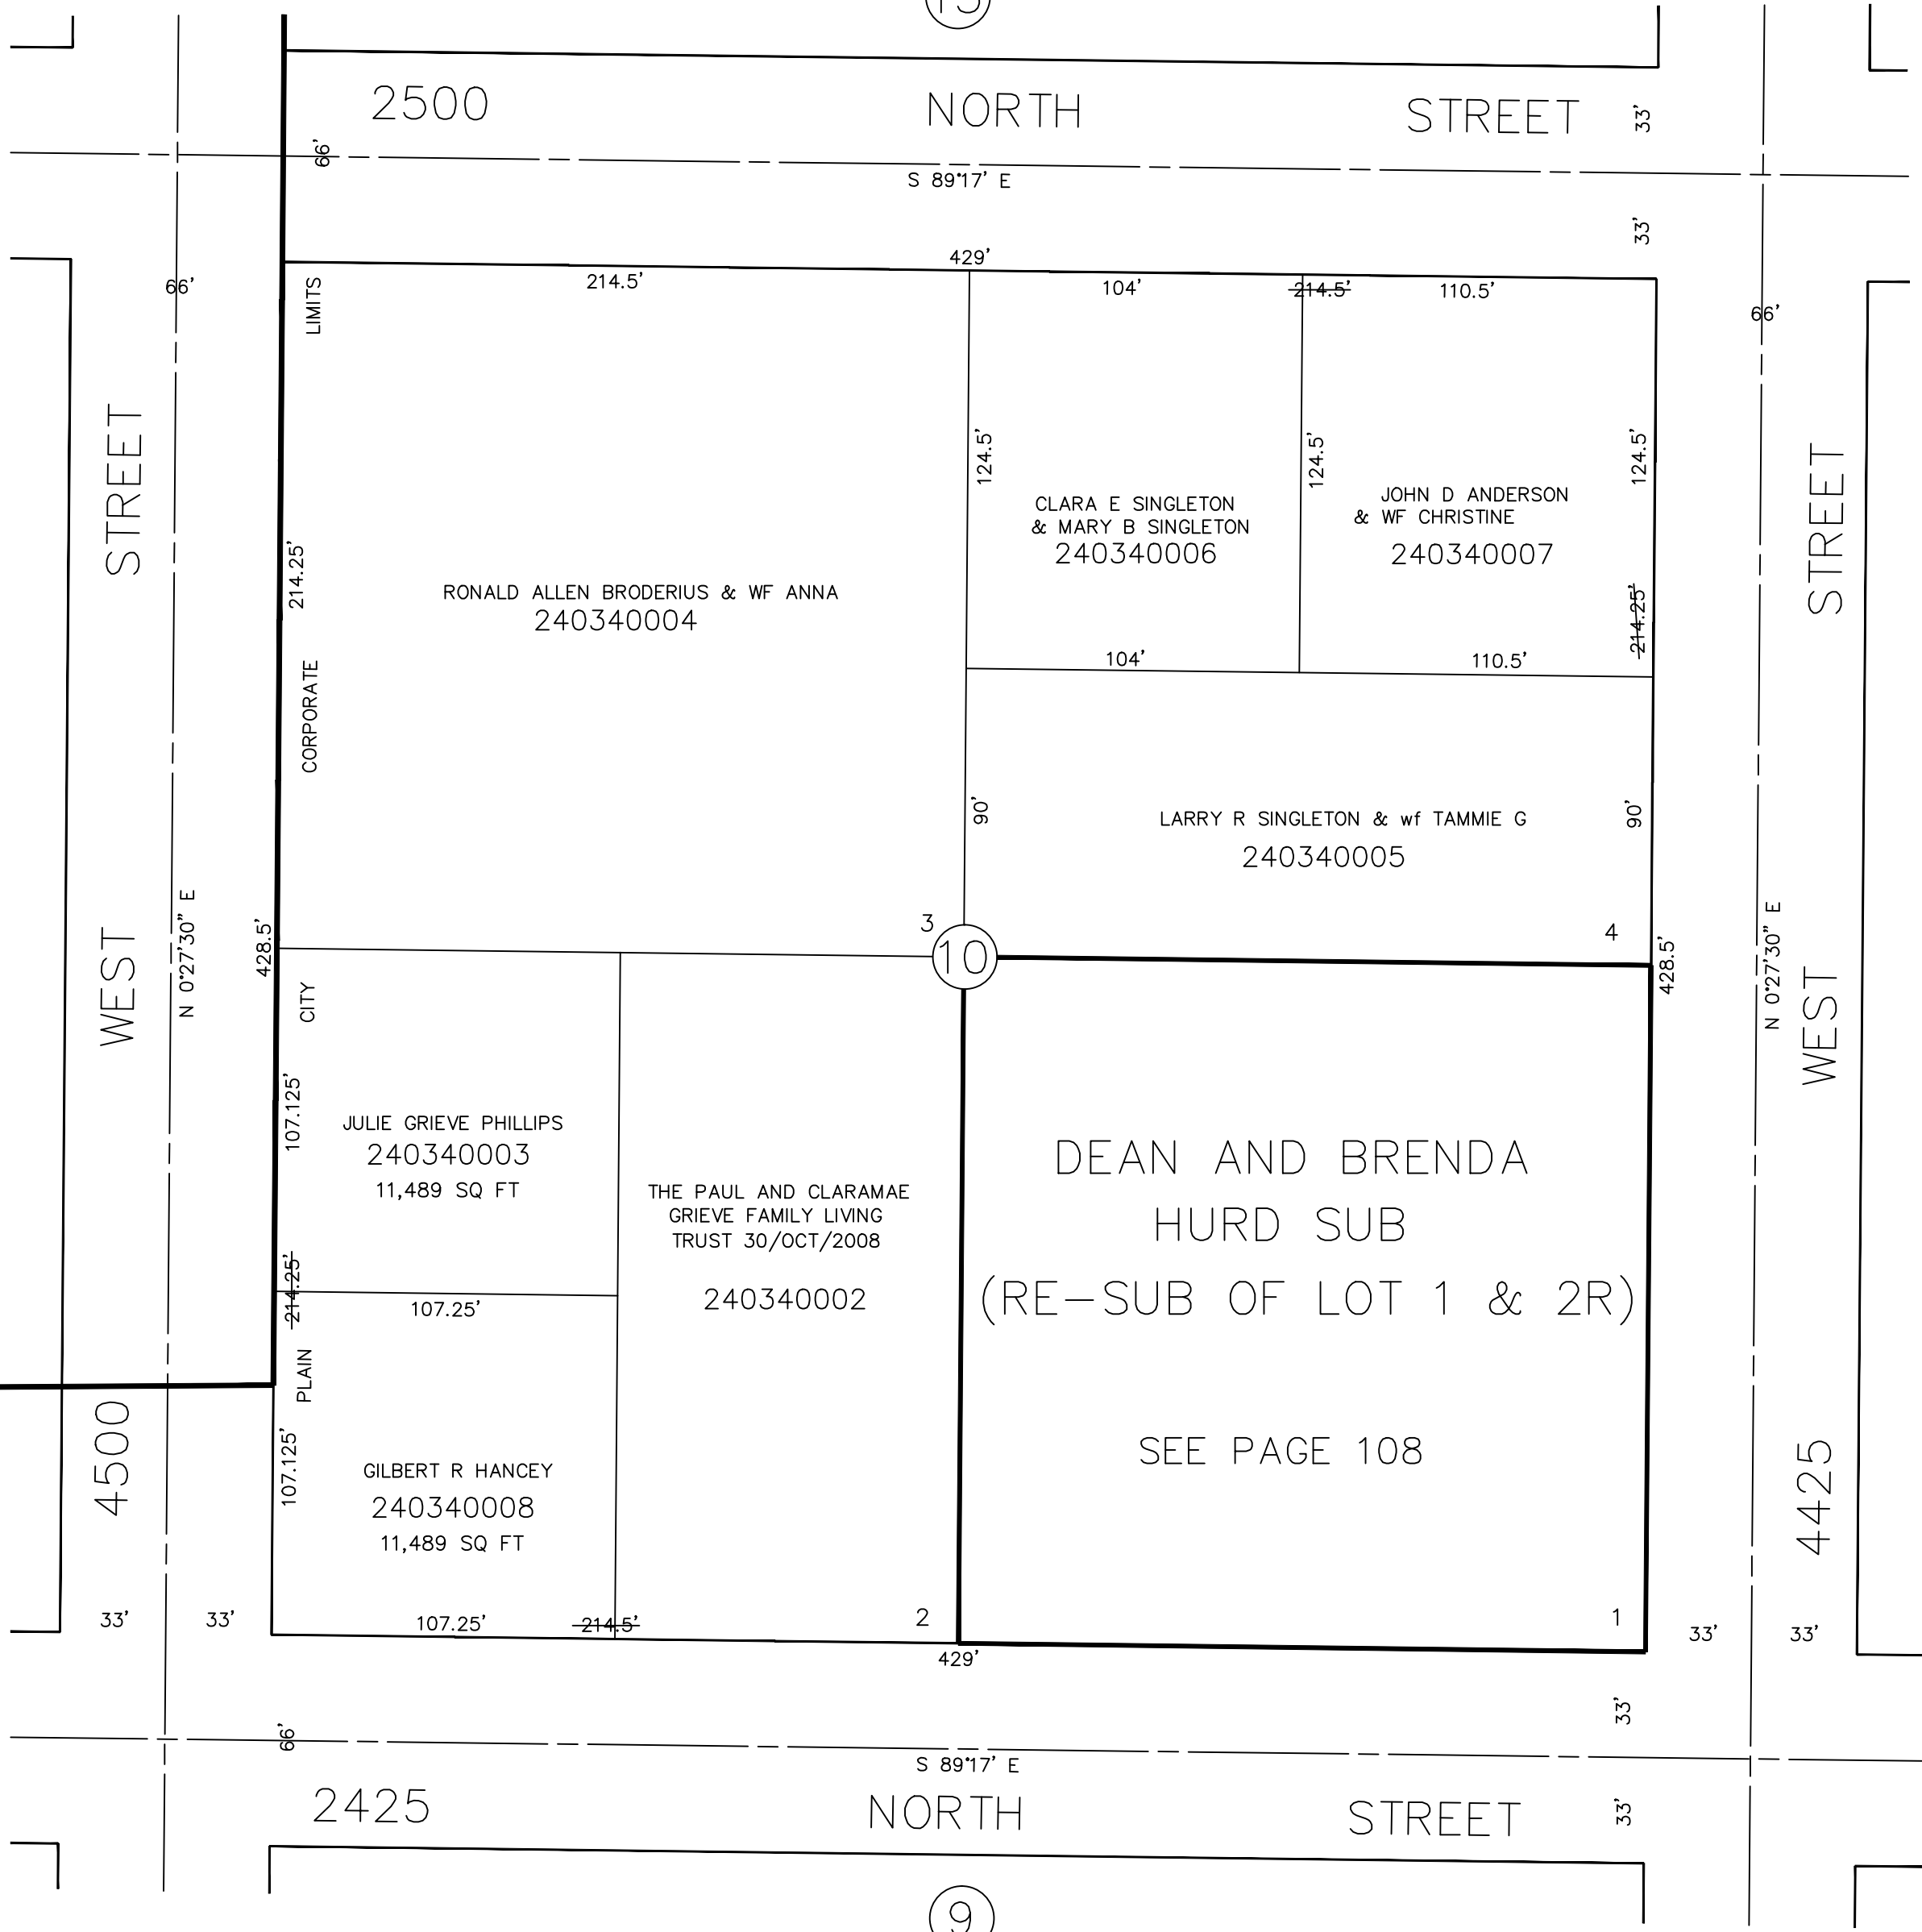 2500 NORTH STREET
33'
66'
S 89°17' E
33'
429'
66'
214.5'
104'
214.5'
110.5'
66'
LIMITS
STREET
124.5'
124.5'
124.5'
STREET
CLARA E SINGLETON
& MARY B SINGLETON
240340006
JOHN D ANDERSON
& WF CHRISTINE
240340007
214.25'
RONALD ALLEN BRODERIUS & WF ANNA
240340004
214.25'
104'
110.5'
CORPORATE
90'
LARRY R SINGLETON & wf TAMMIE G
240340005
90'
3
10
4
WEST
N 0°27'30" E
428.5'
428.5'
N 0°27'30" E
WEST
CITY
107.125'
JULIE GRIEVE PHILLIPS
240340003
11,489 SQ FT
THE PAUL AND CLARAMAE
GRIEVE FAMILY LIVING
TRUST 30/OCT/2008
240340002
DEAN AND BRENDA
HURD SUB
(RE-SUB OF LOT 1 & 2R)
SEE PAGE 108
214.25'
107.25'
PLAIN
4500
107.125'
GILBERT R HANCEY
240340008
11,489 SQ FT
4425
33'
33'
107.25'
214.5'
2
1
33'
33'
429'
33'
66'
S 89°17' E
2425 NORTH STREET
33'
9